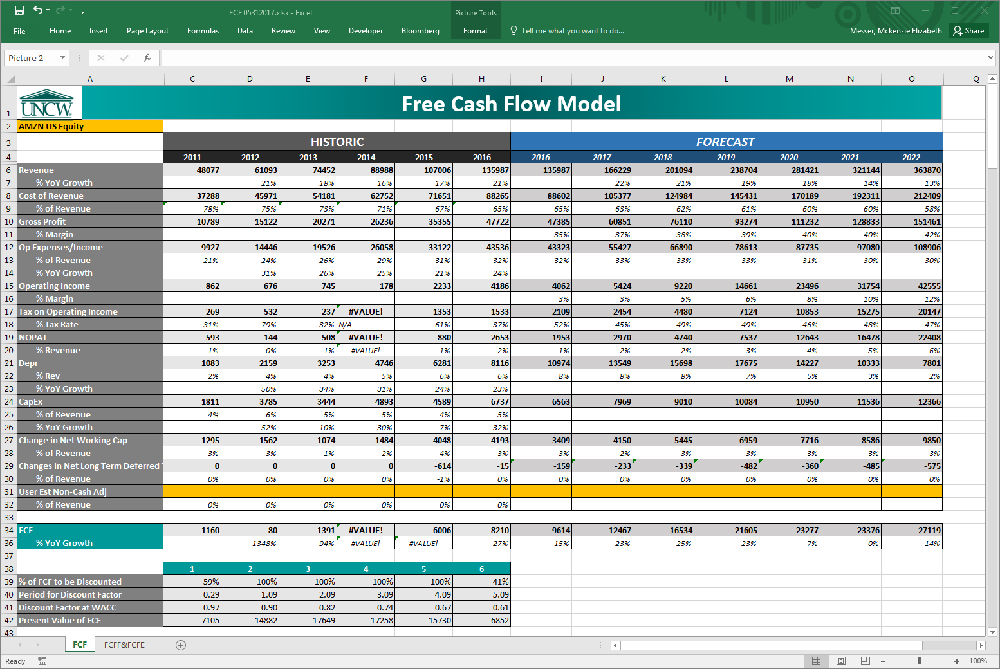 FCF 05312017.xlsx - Excel
Picture Tools
File Home Insert Page Layout Formulas Data Review View Developer Bloomberg Format Tell me what you want to do... Messer, Mckenzie Elizabeth Share
Picture 2 fx
A C D E F G H I J K L M N O Q
1 UNCW Free Cash Flow Model
2 AMZN US Equity
3 HISTORIC FORECAST
4 2011 2012 2013 2014 2015 2016 2016 2017 2018 2019 2020 2021 2022
6 Revenue 48077 61093 74452 88988 107006 135987 135987 166229 201094 238704 281421 321144 363870
7 % YoY Growth 21% 18% 16% 17% 21% 22% 21% 19% 18% 14% 13%
8 Cost of Revenue 37288 45971 54181 62752 71651 88265 88602 105377 124984 145431 170189 192311 212409
9 % of Revenue 78% 75% 73% 71% 67% 65% 65% 63% 62% 61% 60% 60% 58%
10 Gross Profit 10789 15122 20271 26236 35355 47722 47385 60851 76110 93274 111232 128833 151461
11 % Margin 35% 37% 38% 39% 40% 40% 42%
12 Op Expenses/Income 9927 14446 19526 26058 33122 43536 43323 55427 66890 78613 87735 97080 108906
13 % of Revenue 21% 24% 26% 29% 31% 32% 32% 33% 33% 33% 31% 30% 30%
14 % YoY Growth 31% 26% 25% 21% 24%
15 Operating Income 862 676 745 178 2233 4186 4062 5424 9220 14661 23496 31754 42555
16 % Margin 3% 3% 5% 6% 8% 10% 12%
17 Tax on Operating Income 269 532 237 #VALUE! 1353 1533 2109 2454 4480 7124 10853 15275 20147
18 % Tax Rate 31% 79% 32% N/A 61% 37% 52% 45% 49% 49% 46% 48% 47%
19 NOPAT 593 144 508 #VALUE! 880 2653 1953 2970 4740 7537 12643 16478 22408
20 % Revenue 1% 0% 1% #VALUE! 1% 2% 1% 2% 2% 3% 4% 5% 6%
21 Depr 1083 2159 3253 4746 6281 8116 10974 13549 15698 17675 14227 10333 7801
22 % Rev 2% 4% 4% 5% 6% 6% 8% 8% 8% 7% 5% 3% 2%
23 % YoY Growth 50% 34% 31% 24% 23%
24 CapEx 1811 3785 3444 4893 4589 6737 6563 7969 9010 10084 10950 11536 12366
25 % of Revenue 4% 6% 5% 5% 4% 5%
26 % YoY Growth 52% -10% 30% -7% 32%
27 Change in Net Working Cap -1295 -1562 -1074 -1484 -4048 -4193 -3409 -4150 -5445 -6959 -7716 -8586 -9850
28 % of Revenue -3% -3% -1% -2% -4% -3% -3% -2% -3% -3% -3% -3% -3%
29 Changes in Net Long Term Deferred 0 0 0 0 -614 -15 -159 -233 -339 -482 -360 -485 -575
30 % of Revenue 0% 0% 0% 0% -1% 0% 0% 0% 0% 0% 0% 0% 0%
31 User Est Non-Cash Adj
32 % of Revenue 0% 0% 0% 0% 0% 0%
33
34 FCF 1160 80 1391 #VALUE! 6006 8210 9614 12467 16534 21605 23277 23376 27119
36 % YoY Growth -1348% 94% #VALUE! #VALUE! 27% 15% 23% 25% 23% 7% 0% 14%
37
38 1 2 3 4 5 6
39 % of FCF to be Discounted 59% 100% 100% 100% 100% 41%
40 Period for Discount Factor 0.29 1.09 2.09 3.09 4.09 5.09
41 Discount Factor at WACC 0.97 0.90 0.82 0.74 0.67 0.61
42 Present Value of FCF 7105 14882 17649 17258 15730 6852
43
FCF FCFF&FCFE
Ready 100%